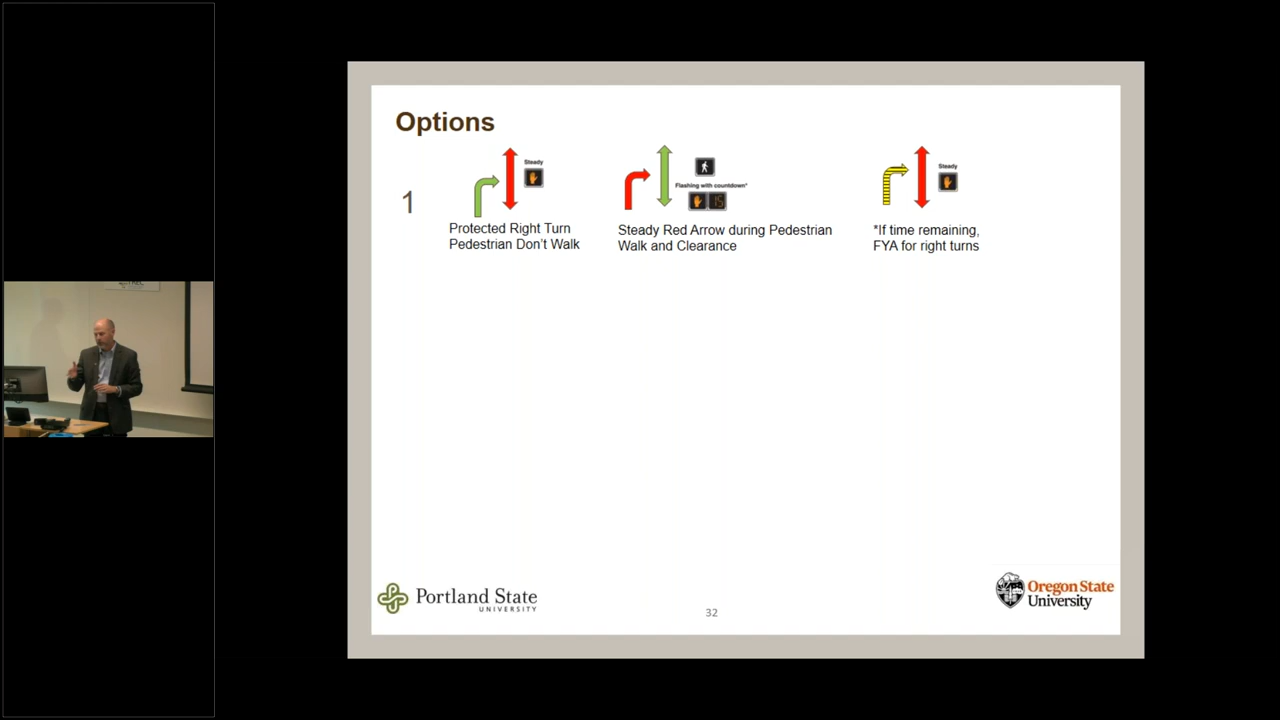 Options
1
Steady
Protected Right Turn
Pedestrian Don't Walk
Flashing with countdown*
15
Steady Red Arrow during Pedestrian
Walk and Clearance
Steady
*If time remaining,
FYA for right turns
Portland State
UNIVERSITY
32
Oregon State
University